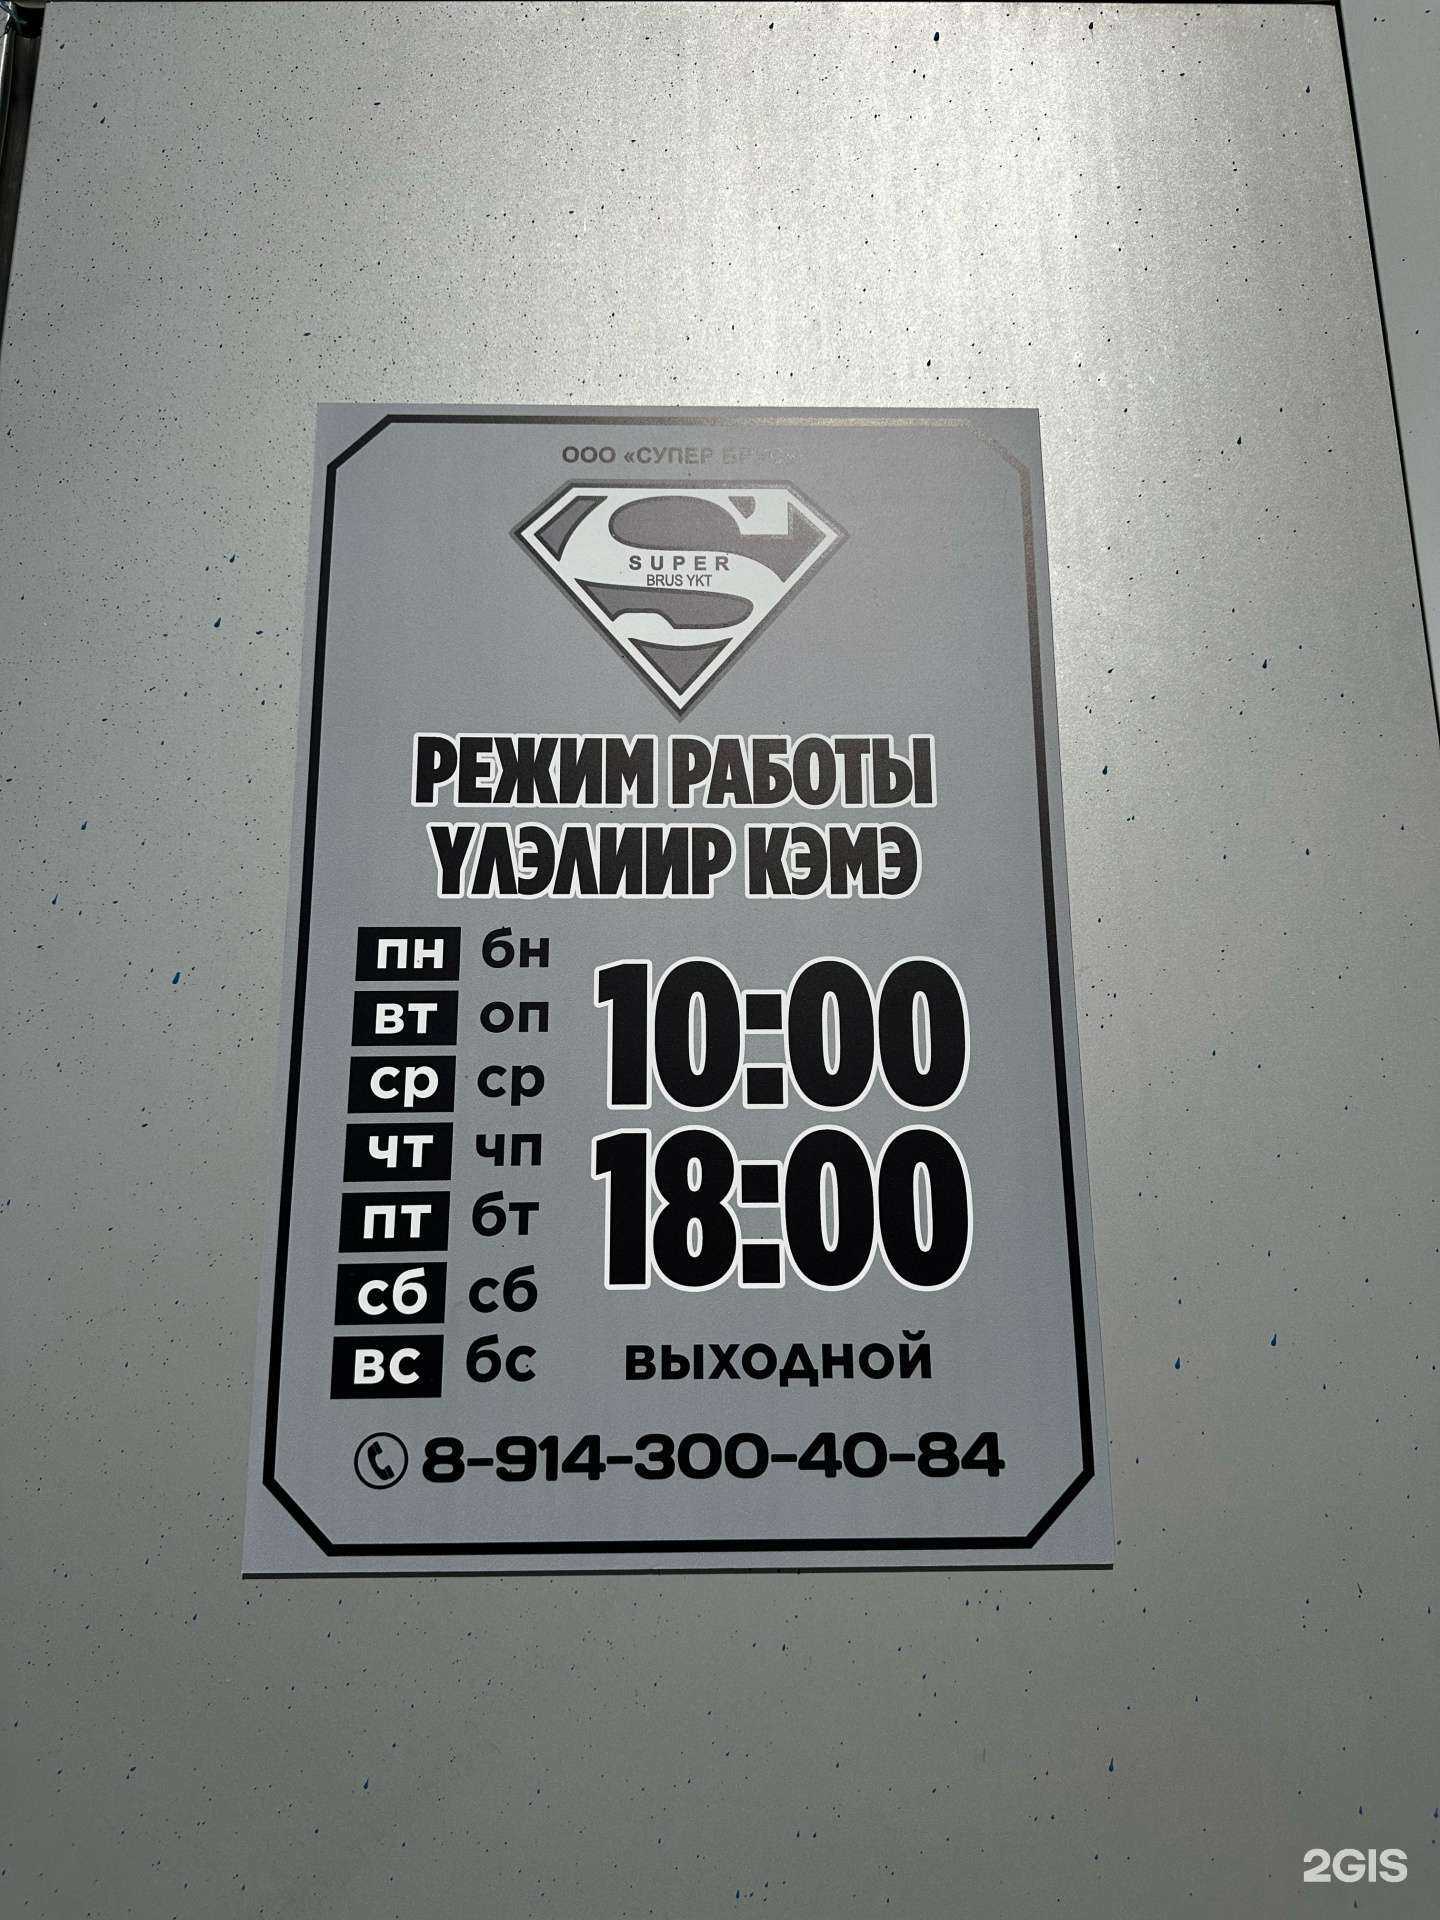 ООО «СУПЕР БРУС»
SUPER
BRUS YKT
РЕЖИМ РАБОТЫ
ҮЛЭЛИИР КЭМЭ
пн бн
вт оп
ср ср
чт чп
пт бт
сб сб
10:00
18:00
вс бс выходной
8-914-300-40-84
2GIS